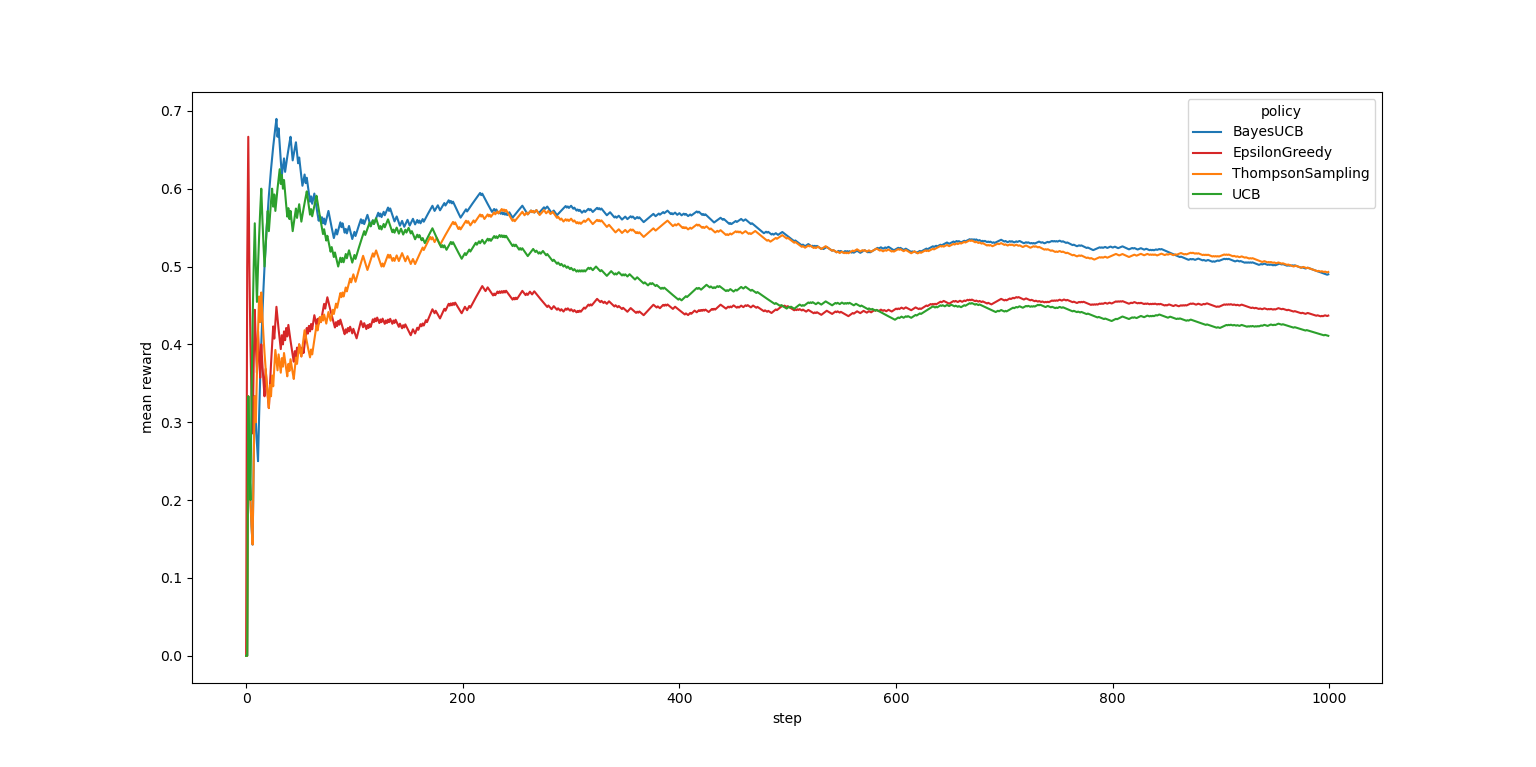 policy
BayesUCB
EpsilonGreedy
ThompsonSampling
UCB
mean reward
0.7
0.6
0.5
0.4
0.3
0.2
0.1
0.0
0 200 400 600 800 1000
step